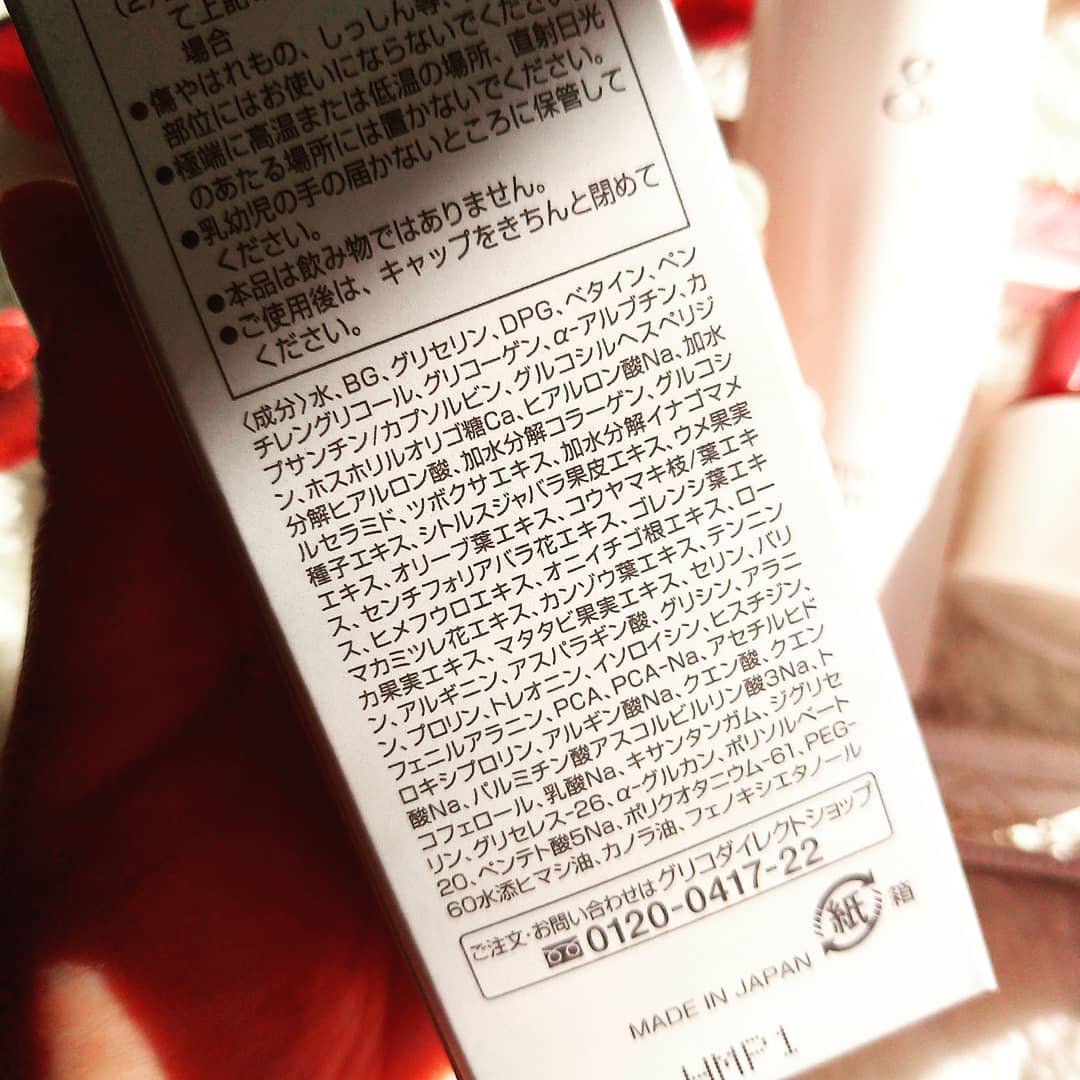 て上記の
場合
●傷やはれもの、しっしん等、
部位にはお使いにならないでください。
●極端に高温または低温の場所、直射日光
のあたる場所には置かないでください。
●乳幼児の手の届かないところに保管して
ください。
●本品は飲み物ではありません。
●ご使用後は、キャップをきちんと閉めて
ください。
〈成分〉水、BG、グリセリン、DPG、ベタイン、ペン
チレングリコール、グリコーゲン、α-アルブチン、カ
プサンチン/カプソルビン、グルコシルヘスペリジ
ン、ホスホリルオリゴ糖Ca、ヒアルロン酸Na、加水
分解ヒアルロン酸、加水分解コラーゲン、グルコシ
ルセラミド、ツボクサエキス、加水分解イナゴマメ
種子エキス、シトルスジャバラ果皮エキス、ウメ果実
エキス、オリーブ葉エキス、コウヤマキ枝/葉エキ
ス、センチフォリアバラ花エキス、ゴレンシ葉エキ
ス、ヒメフウロエキス、オニイチゴ根エキス、ロー
マカミツレ花エキス、カンゾウ葉エキス、テンニン
カ果実エキス、マタタビ果実エキス、セリン、バリ
ン、アルギニン、アスパラギン酸、グリシン、アラニ
ン、プロリン、トレオニン、イソロイシン、ヒスチジン、
フェニルアラニン、PCA、PCA-Na、アセチルヒド
ロキシプロリン、アルギン酸Na、クエン酸、クエン
酸Na、パルミチン酸アスコルビルリン酸3Na、ト
コフェロール、乳酸Na、キサンタンガム、ジグリセ
リン、グリセレス-26、α-グルカン、ポリソルベート
20、ペンテト酸5Na、ポリクオタニウム-61、PEG-
60水添ヒマシ油、カノラ油、フェノキシエタノール
ご注文・お問い合わせは グリコダイレクトショップ
0120-0417-22
紙 箱
MADE IN JAPAN
g